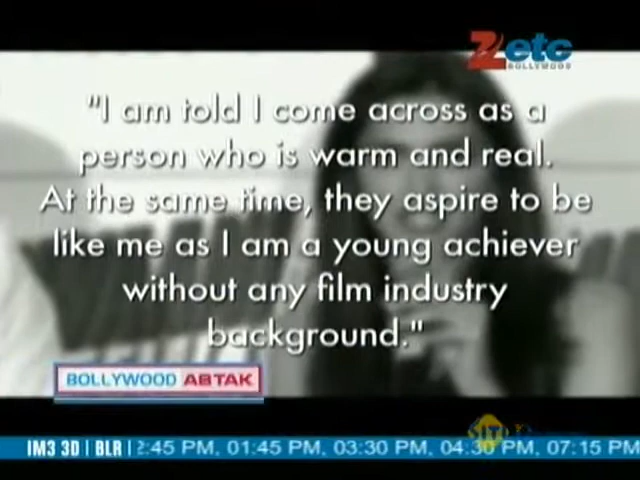 Zetc
BOLLYWOOD
"I am told I come across as a
person who is warm and real.
At the same time, they aspire to be
like me as I am a young achiever
without any film industry
background."
BOLLYWOOD ABTAK
SITI
IM3 3D | BLR | 2:45 PM, 01:45 PM, 03:30 PM, 04:30 PM, 07:15 PM